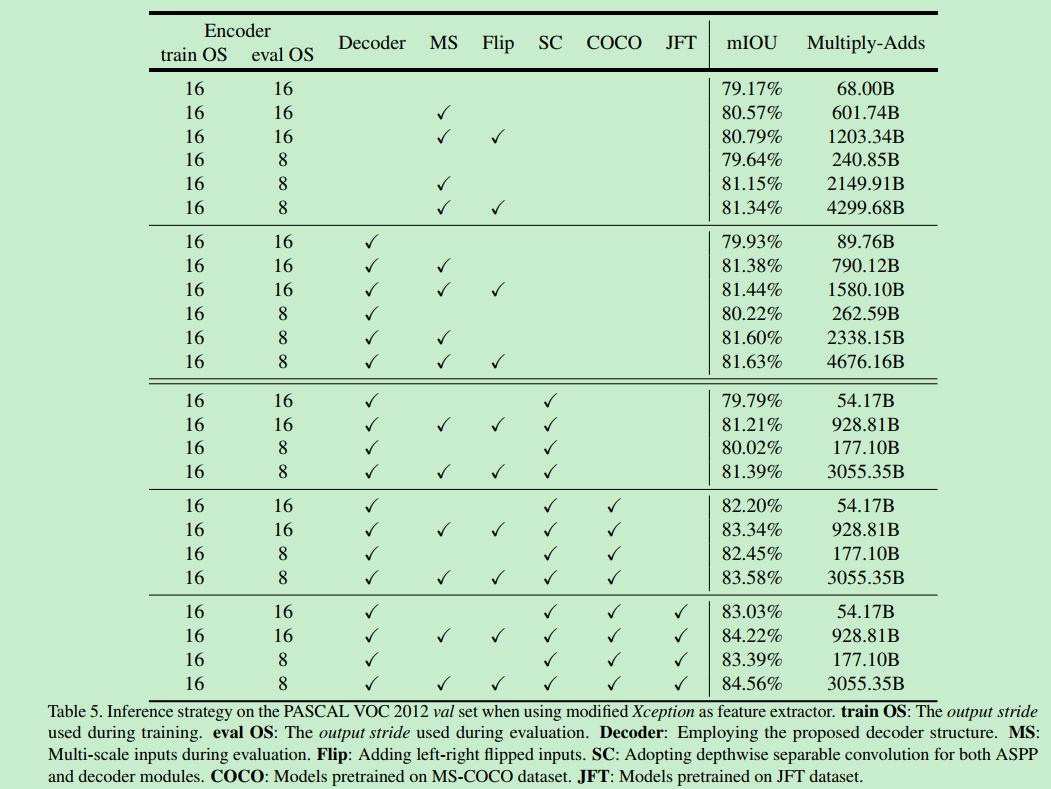 Encoder
train OS eval OS Decoder MS Flip SC COCO JFT mIOU Multiply-Adds
16 16 79.17% 68.00B
16 16 ✓ 80.57% 601.74B
16 16 ✓ ✓ 80.79% 1203.34B
16 8 79.64% 240.85B
16 8 ✓ 81.15% 2149.91B
16 8 ✓ ✓ 81.34% 4299.68B
16 16 ✓ 79.93% 89.76B
16 16 ✓ ✓ 81.38% 790.12B
16 16 ✓ ✓ ✓ 81.44% 1580.10B
16 8 ✓ 80.22% 262.59B
16 8 ✓ ✓ 81.60% 2338.15B
16 8 ✓ ✓ ✓ 81.63% 4676.16B
16 16 ✓ ✓ 79.79% 54.17B
16 16 ✓ ✓ ✓ ✓ 81.21% 928.81B
16 8 ✓ ✓ 80.02% 177.10B
16 8 ✓ ✓ ✓ ✓ 81.39% 3055.35B
16 16 ✓ ✓ ✓ 82.20% 54.17B
16 16 ✓ ✓ ✓ ✓ ✓ 83.34% 928.81B
16 8 ✓ ✓ ✓ 82.45% 177.10B
16 8 ✓ ✓ ✓ ✓ ✓ 83.58% 3055.35B
16 16 ✓ ✓ ✓ ✓ 83.03% 54.17B
16 16 ✓ ✓ ✓ ✓ ✓ ✓ 84.22% 928.81B
16 8 ✓ ✓ ✓ ✓ 83.39% 177.10B
16 8 ✓ ✓ ✓ ✓ ✓ ✓ 84.56% 3055.35B
Table 5. Inference strategy on the PASCAL VOC 2012 val set when using modified Xception as feature extractor. train OS: The output stride
used during training. eval OS: The output stride used during evaluation. Decoder: Employing the proposed decoder structure. MS:
Multi-scale inputs during evaluation. Flip: Adding left-right flipped inputs. SC: Adopting depthwise separable convolution for both ASPP
and decoder modules. COCO: Models pretrained on MS-COCO dataset. JFT: Models pretrained on JFT dataset.